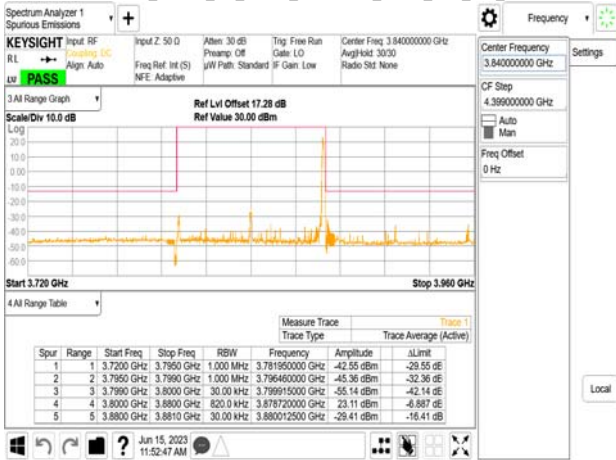 Spectrum Analyzer 1
Spurious Emissions
Frequency
KEYSIGHT
RL
LV PASS
Input: RF
Coupling: DC
Align: Auto
Input Z: 50 Ω
Freq Ref: Int (S)
NFE: Adaptive
Atten: 30 dB
Preamp: Off
µW Path: Standard
Trig: Free Run
Gate: LO
IF Gain: Low
Center Freq: 3.840000000 GHz
Avg|Hold: 30/30
Radio Std: None
Center Frequency
3.840000000 GHz
Settings
CF Step
4.399000000 GHz
Auto
Man
Freq Offset
0 Hz
Local
3 All Range Graph
Scale/Div 10.0 dB
Ref Lvl Offset 17.28 dB
Ref Value 30.00 dBm
Log
20.0
10.0
0.00
-10.0
-20.0
-30.0
-40.0
-50.0
-60.0
Start 3.720 GHz
Stop 3.960 GHz
4 All Range Table
Measure Trace Trace 1
Trace Type Trace Average (Active)
Spur Range Start Freq Stop Freq RBW Frequency Amplitude ΔLimit
1 1 3.7200 GHz 3.7950 GHz 1.000 MHz 3.781950000 GHz -42.55 dBm -29.55 dB
2 2 3.7950 GHz 3.7990 GHz 1.000 MHz 3.796460000 GHz -45.36 dBm -32.36 dB
3 3 3.7990 GHz 3.8000 GHz 30.00 kHz 3.799915000 GHz -55.14 dBm -42.14 dB
4 4 3.8000 GHz 3.8800 GHz 820.0 kHz 3.878720000 GHz 23.11 dBm -6.887 dB
5 5 3.8800 GHz 3.8810 GHz 30.00 kHz 3.880012500 GHz -29.41 dBm -16.41 dB
Jun 15, 2023
11:52:47 AM